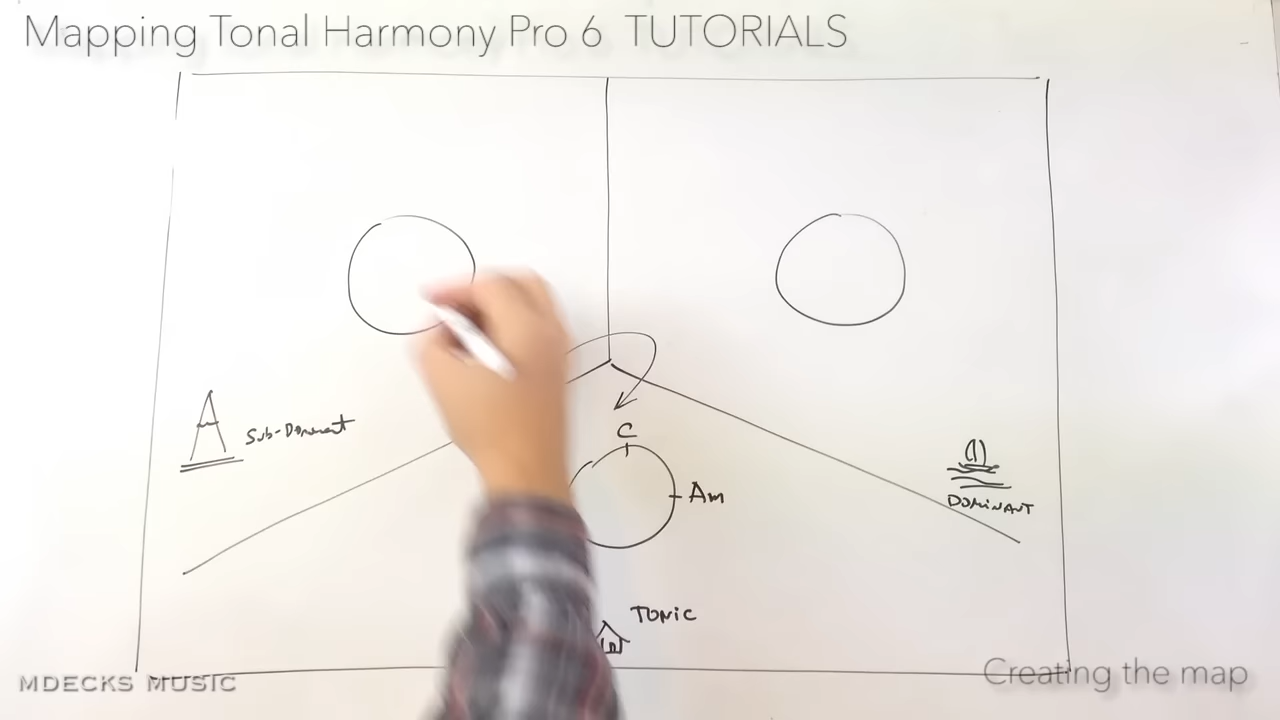 Mapping Tonal Harmony Pro 6 TUTORIALS
C
Am
Sub-Dominant
DOMINANT
TONIC
MDECKS MUSIC
Creating the map